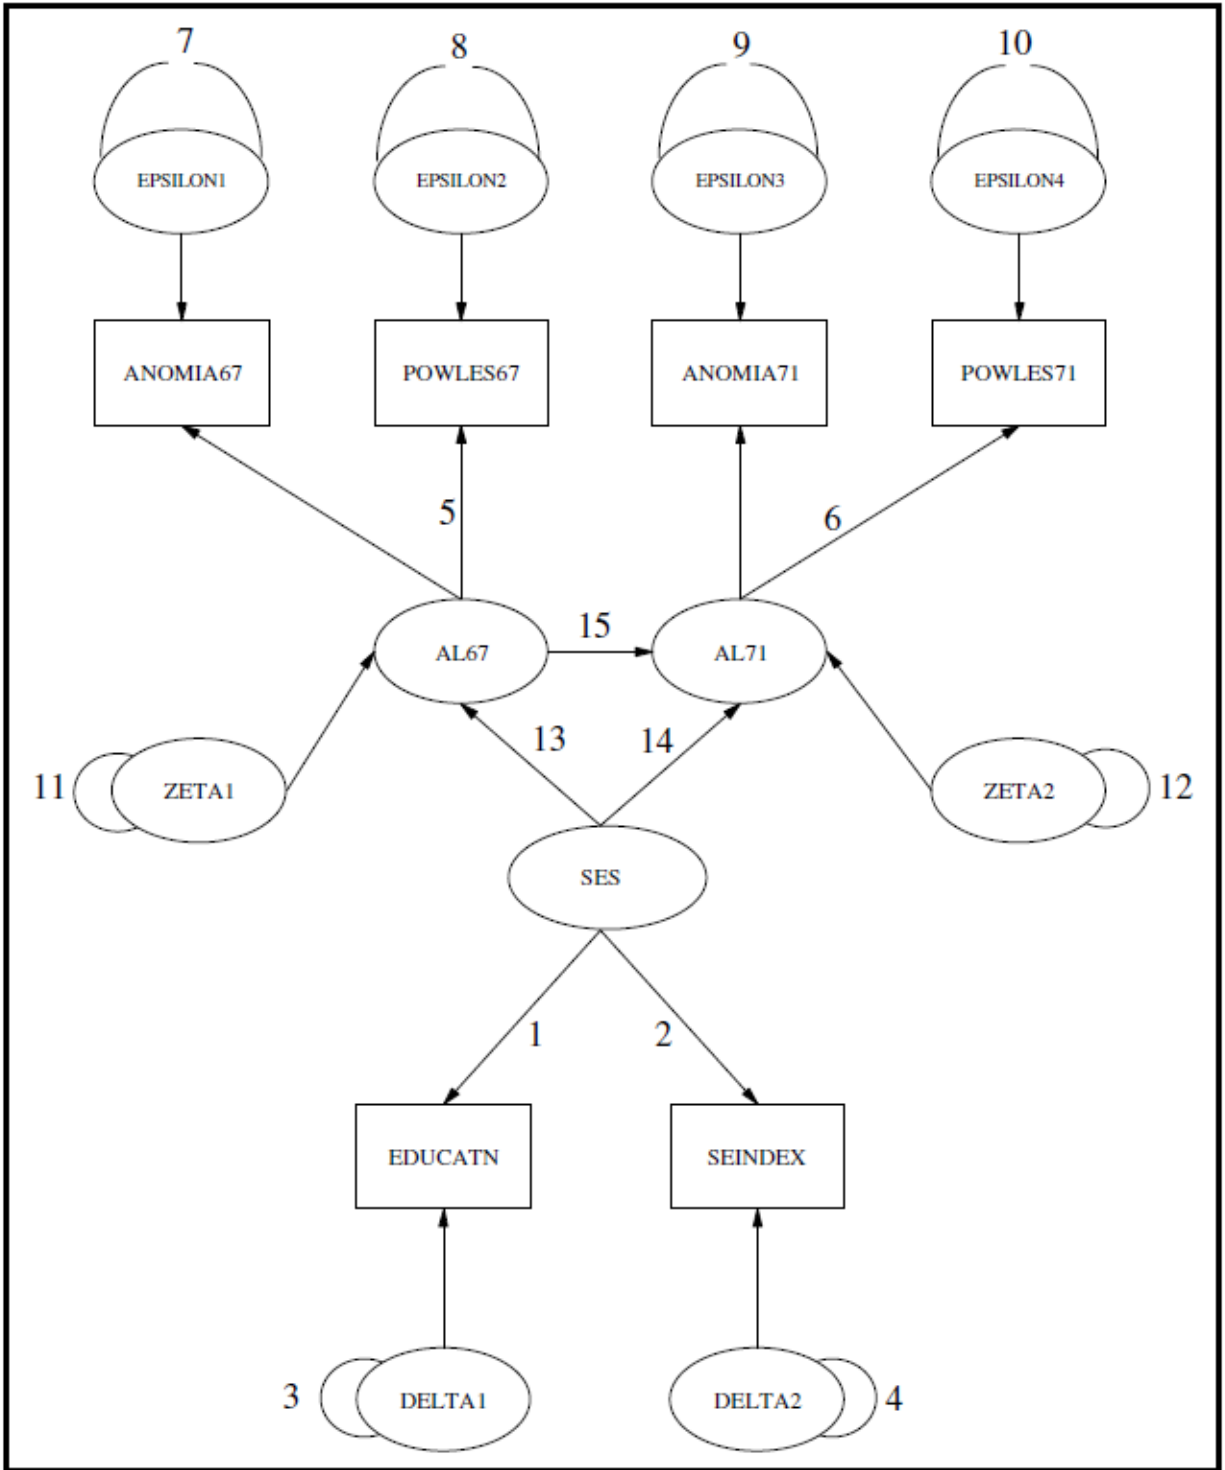 7 8 9 10
EPSILON1 EPSILON2 EPSILON3 EPSILON4
ANOMIA67 POWLES67 ANOMIA71 POWLES71
5 6
15
AL67 AL71
13 14
11 ZETA1 ZETA2 12
SES
1 2
EDUCATN SEINDEX
3 DELTA1 DELTA2 4